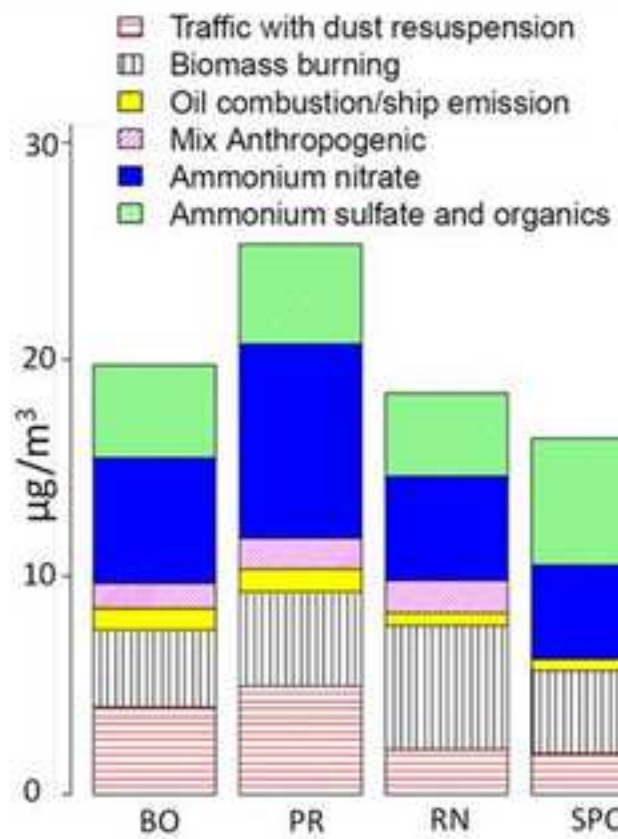 Traffic with dust resuspension
Biomass burning
Oil combustion/ship emission
Mix Anthropogenic
Ammonium nitrate
Ammonium sulfate and organics
30
20
10
0
µg/m³
BO PR RN SPC